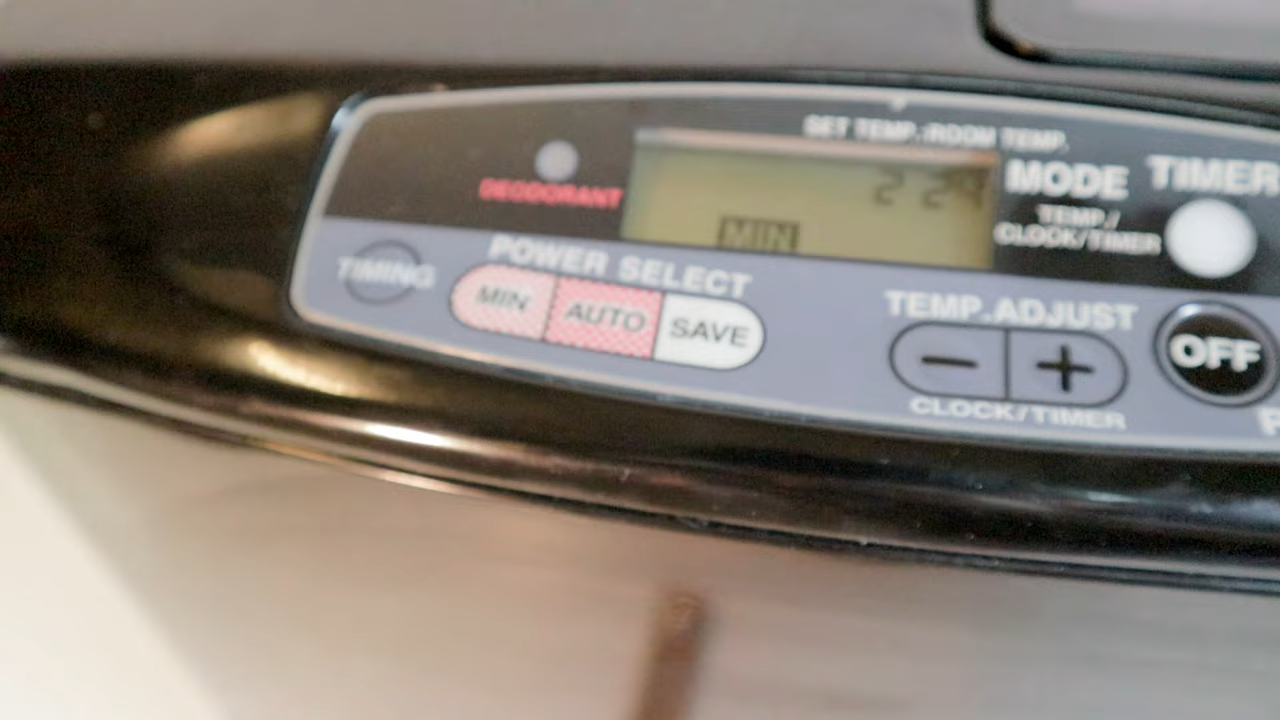 SET TEMP.:ROOM TEMP.
DEODORANT
MODE
TIMER
TEMP./
CLOCK/TIMER
MIN
TIMING
POWER SELECT
MIN
AUTO
SAVE
TEMP.ADJUST
OFF
- +
CLOCK/TIMER